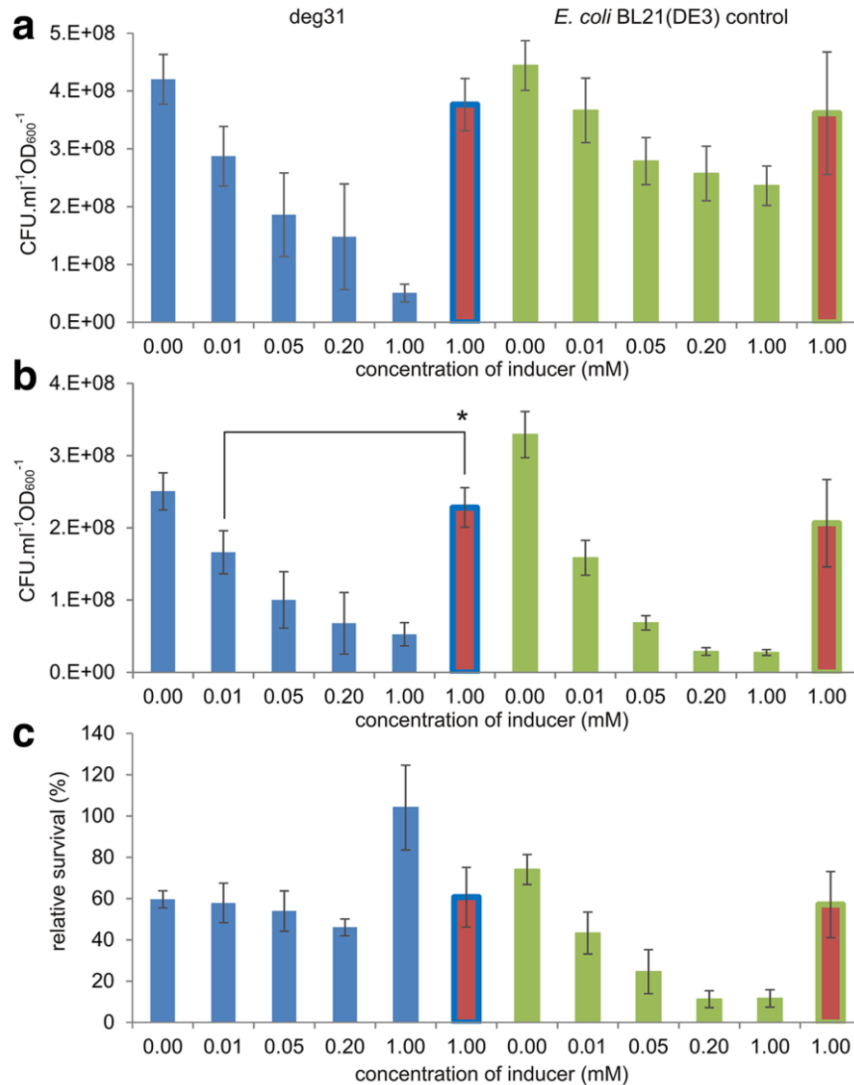 a deg31 E. coli BL21(DE3) control
CFU.ml⁻¹.OD₆₀₀⁻¹
5.E+08
4.E+08
3.E+08
2.E+08
1.E+08
0.E+00
0.00 0.01 0.05 0.20 1.00 1.00 0.00 0.01 0.05 0.20 1.00 1.00
concentration of inducer (mM)
b
CFU.ml⁻¹.OD₆₀₀⁻¹
4.E+08
3.E+08
2.E+08
1.E+08
0.E+00
*
0.00 0.01 0.05 0.20 1.00 1.00 0.00 0.01 0.05 0.20 1.00 1.00
concentration of inducer (mM)
c
relative survival (%)
140
120
100
80
60
40
20
0
0.00 0.01 0.05 0.20 1.00 1.00 0.00 0.01 0.05 0.20 1.00 1.00
concentration of inducer (mM)